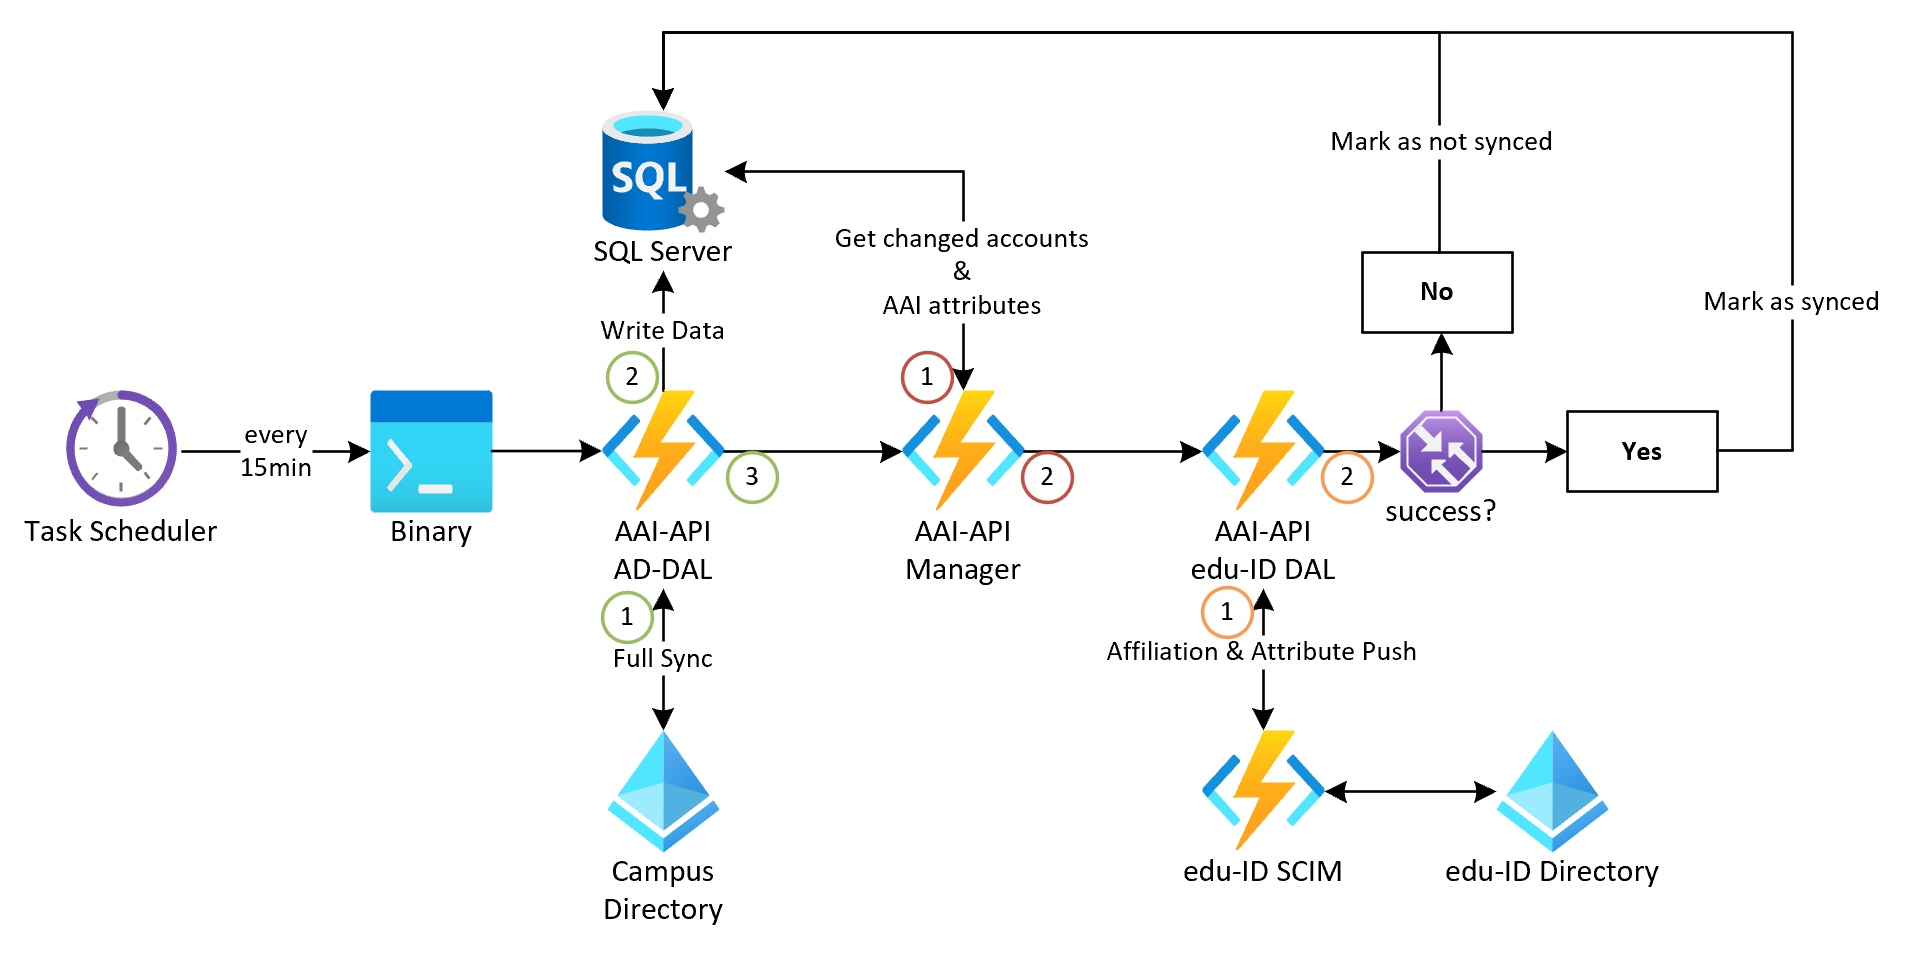 Mark as not synced
SQL
SQL Server
Get changed accounts
&
AAI attributes
No
Mark as synced
Write Data
2
1
every
15min
3
2
2
Yes
success?
Task Scheduler
Binary
AAI-API
AD-DAL
AAI-API
Manager
AAI-API
edu-ID DAL
1
Full Sync
1
Affiliation & Attribute Push
Campus
Directory
edu-ID SCIM
edu-ID Directory